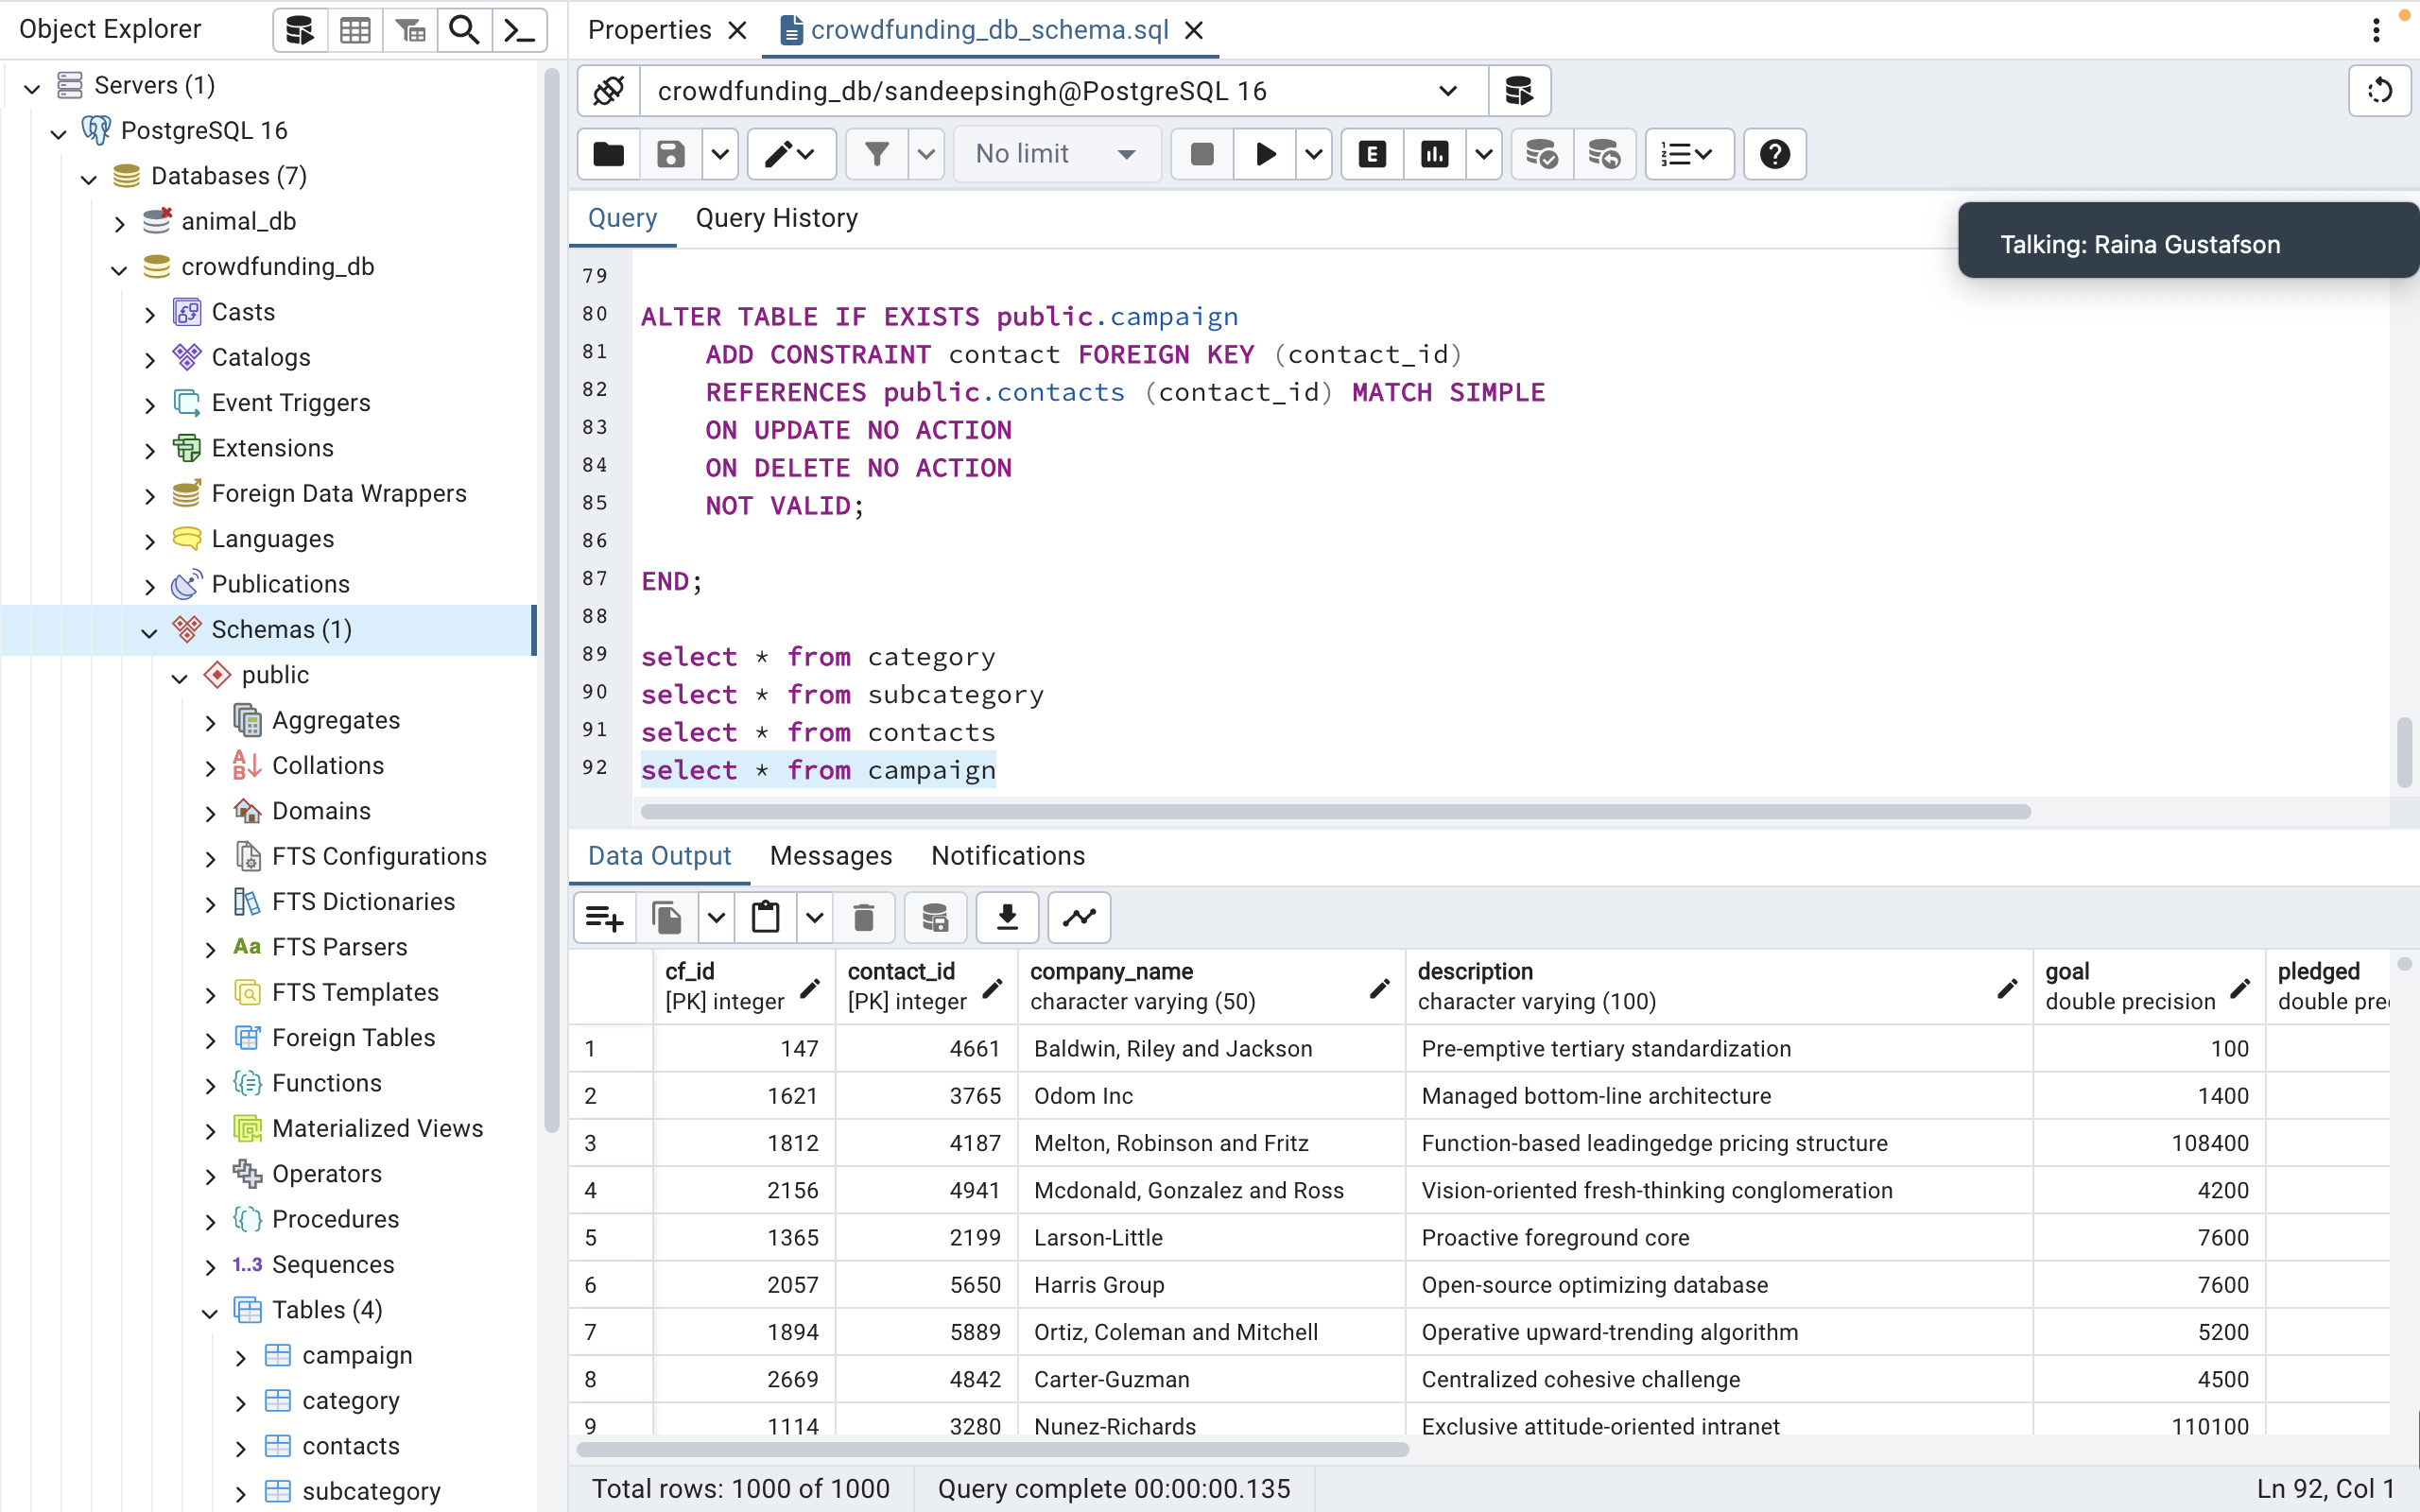 Object Explorer
Servers (1)
PostgreSQL 16
Databases (7)
animal_db
crowdfunding_db
Casts
Catalogs
Event Triggers
Extensions
Foreign Data Wrappers
Languages
Publications
Schemas (1)
public
Aggregates
Collations
Domains
FTS Configurations
FTS Dictionaries
Aa FTS Parsers
FTS Templates
Foreign Tables
Functions
Materialized Views
Operators
Procedures
1..3 Sequences
Tables (4)
campaign
category
contacts
subcategory
Properties crowdfunding_db_schema.sql
crowdfunding_db/sandeepsingh@PostgreSQL 16
No limit E
Query Query History
Talking: Raina Gustafson
79
80 ALTER TABLE IF EXISTS public.campaign
81 ADD CONSTRAINT contact FOREIGN KEY (contact_id)
82 REFERENCES public.contacts (contact_id) MATCH SIMPLE
83 ON UPDATE NO ACTION
84 ON DELETE NO ACTION
85 NOT VALID;
86
87 END;
88
89 select * from category
90 select * from subcategory
91 select * from contacts
92 select * from campaign
Data Output Messages Notifications
cf_id contact_id company_name description goal pledged
[PK] integer [PK] integer character varying (50) character varying (100) double precision double pre
1 147 4661 Baldwin, Riley and Jackson Pre-emptive tertiary standardization 100
2 1621 3765 Odom Inc Managed bottom-line architecture 1400
3 1812 4187 Melton, Robinson and Fritz Function-based leadingedge pricing structure 108400
4 2156 4941 Mcdonald, Gonzalez and Ross Vision-oriented fresh-thinking conglomeration 4200
5 1365 2199 Larson-Little Proactive foreground core 7600
6 2057 5650 Harris Group Open-source optimizing database 7600
7 1894 5889 Ortiz, Coleman and Mitchell Operative upward-trending algorithm 5200
8 2669 4842 Carter-Guzman Centralized cohesive challenge 4500
9 1114 3280 Nunez-Richards Exclusive attitude-oriented intranet 110100
Total rows: 1000 of 1000 Query complete 00:00:00.135 Ln 92, Col 1